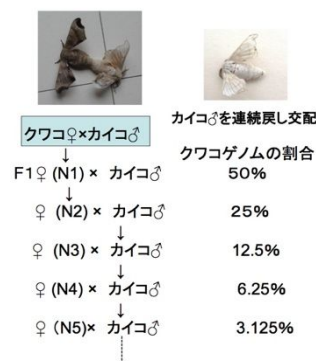 カイコ♂を連続戻し交配
クワコ♀×カイコ♂
クワコゲノムの割合
↓
F1♀ (N1) × カイコ♂ 50%
↓
♀ (N2) × カイコ♂ 25%
↓
♀ (N3) × カイコ♂ 12.5%
↓
♀ (N4) × カイコ♂ 6.25%
↓
♀ (N5)× カイコ♂ 3.125%